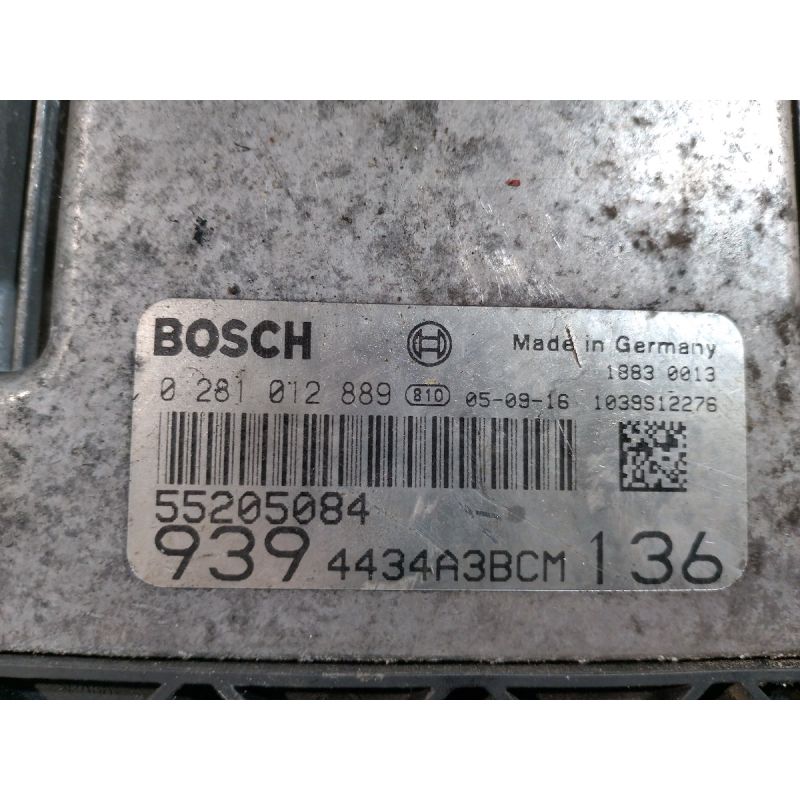 BOSCH Made in Germany
1883 0013
0 281 012 889 810 05-09-16 1039S12276
55205084
939 4434A3BCM 136